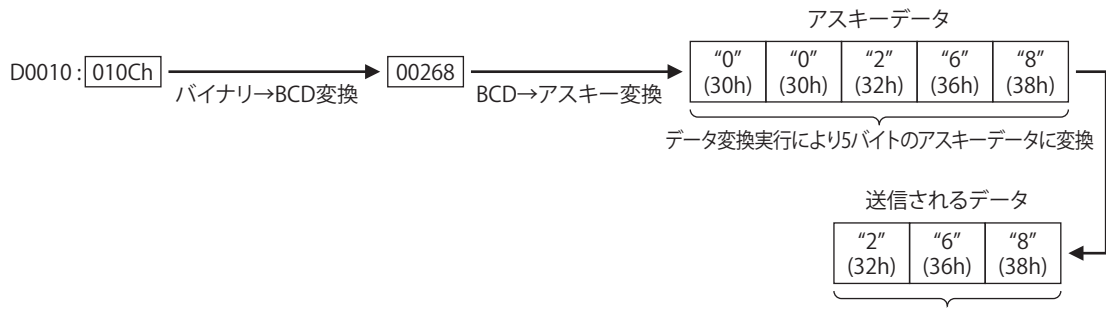 アスキーデータ
D0010 : 010Ch
バイナリ→BCD変換
00268
BCD→アスキー変換
“0” “0” “2” “6” “8”
(30h) (30h) (32h) (36h) (38h)
データ変換実行により5バイトのアスキーデータに変換
送信されるデータ
“2” “6” “8”
(32h) (36h) (38h)